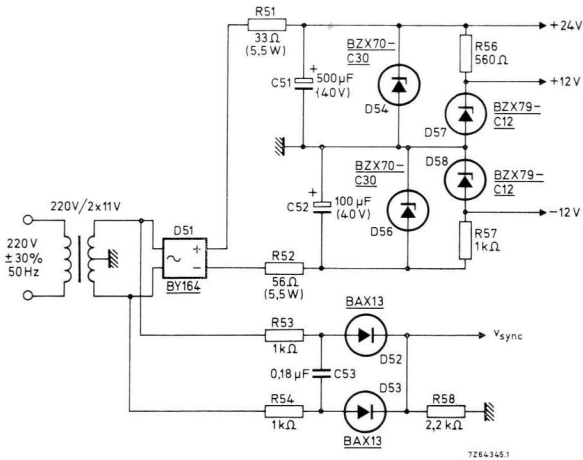 R51
33Ω
(5,5W)
+24V
BZX70-
C30
R56
560Ω
C51
+
500µF
(40V)
+12V
D54
BZX79-
C12
D57
D58
BZX70-
C30
BZX79-
C12
C52
+
100µF
(40V)
D56
-12V
R57
1kΩ
220V/2x11V
D51
+
~
-
BY164
220V
±30%
50Hz
R52
56Ω
(5,5W)
R53
1kΩ
BAX13
D52
Vsync
0,18µF
C53
D53
R54
1kΩ
BAX13
R58
2,2kΩ
7Z64345.1